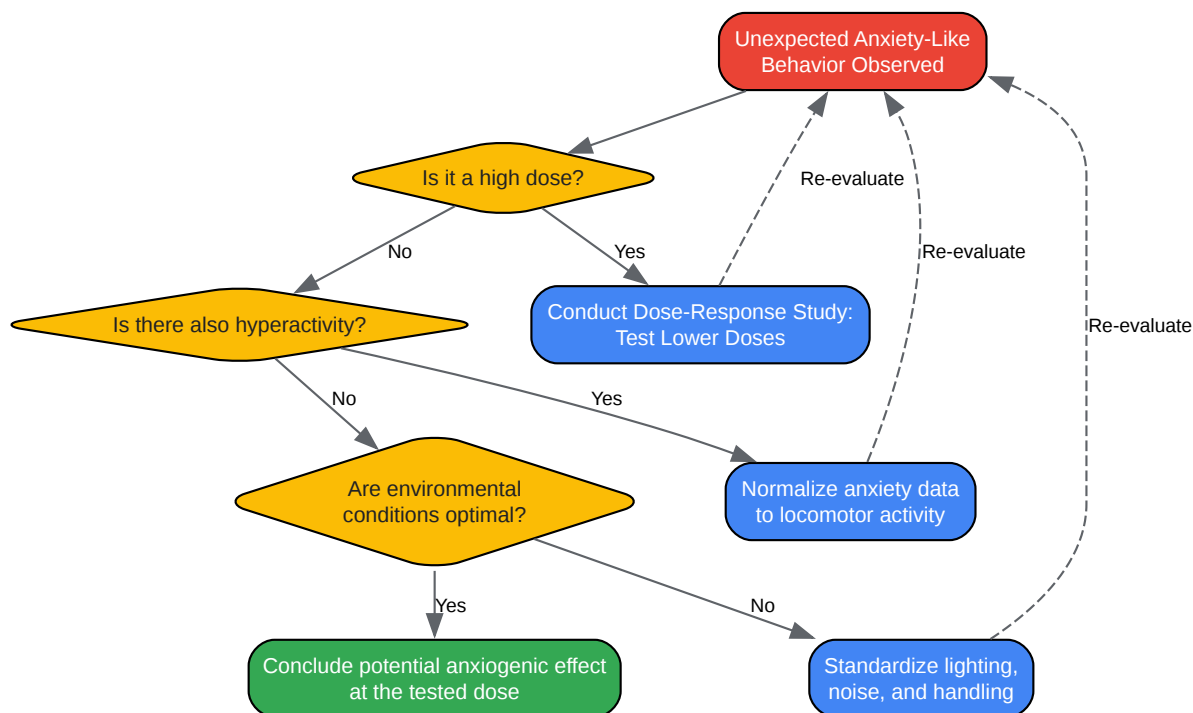 Unexpected Anxiety-Like
Behavior Observed
Is it a high dose?
Re-evaluate
No
Yes
Re-evaluate
Conduct Dose-Response Study:
Test Lower Doses
Is there also hyperactivity?
Re-evaluate
No
Yes
Are environmental
conditions optimal?
Normalize anxiety data
to locomotor activity
Yes
No
Conclude potential anxiogenic effect
at the tested dose
Standardize lighting,
noise, and handling